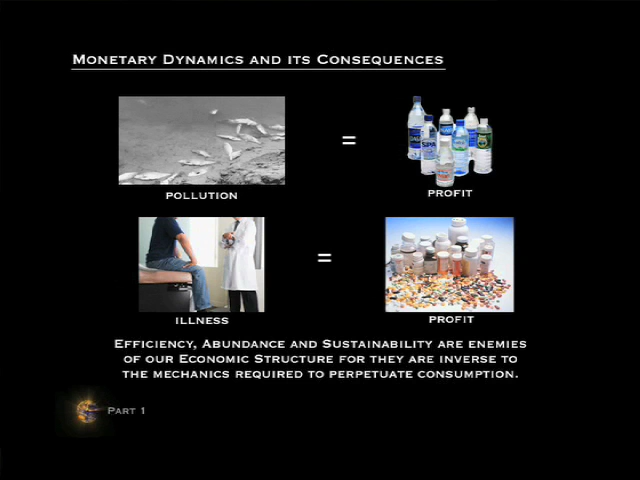 Monetary Dynamics and its Consequences
=
Pollution
Profit
=
Illness
Profit
Efficiency, Abundance and Sustainability are enemies
of our Economic Structure for they are inverse to
the mechanics required to perpetuate consumption.
Part 1